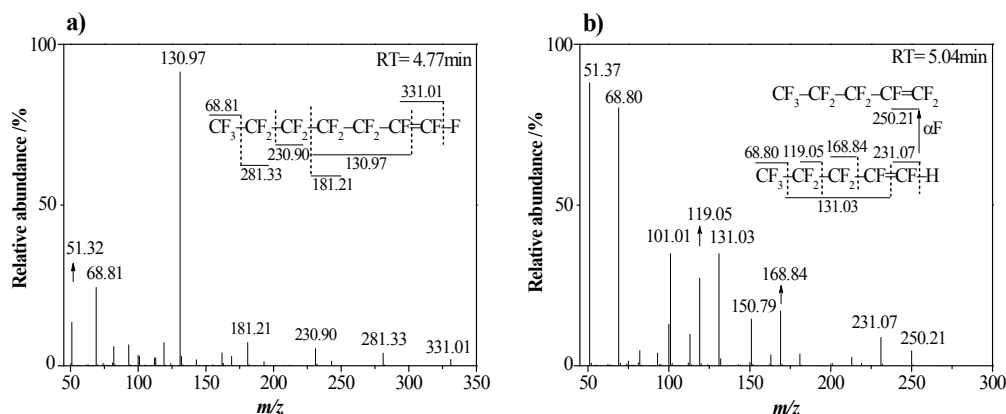 a)
100
50
0
Relative abundance /%
50 100 150 200 250 300 350
m/z
RT= 4.77min
130.97
51.32
68.81
181.21
230.90
281.33
331.01
68.81
331.01
CF₃–CF₂–CF₂–CF₂–CF₂–CF=CF–F
230.90
130.97
281.33
181.21
b)
100
50
0
Relative abundance /%
50 100 150 200 250 300
m/z
RT= 5.04min
51.37
68.80
101.01
119.05
131.03
150.79
168.84
231.07
250.21
CF₃–CF₂–CF₂–CF=CF₂
250.21
αF
68.80 119.05 168.84 231.07
CF₃–CF₂–CF₂–CF=CF–H
131.03